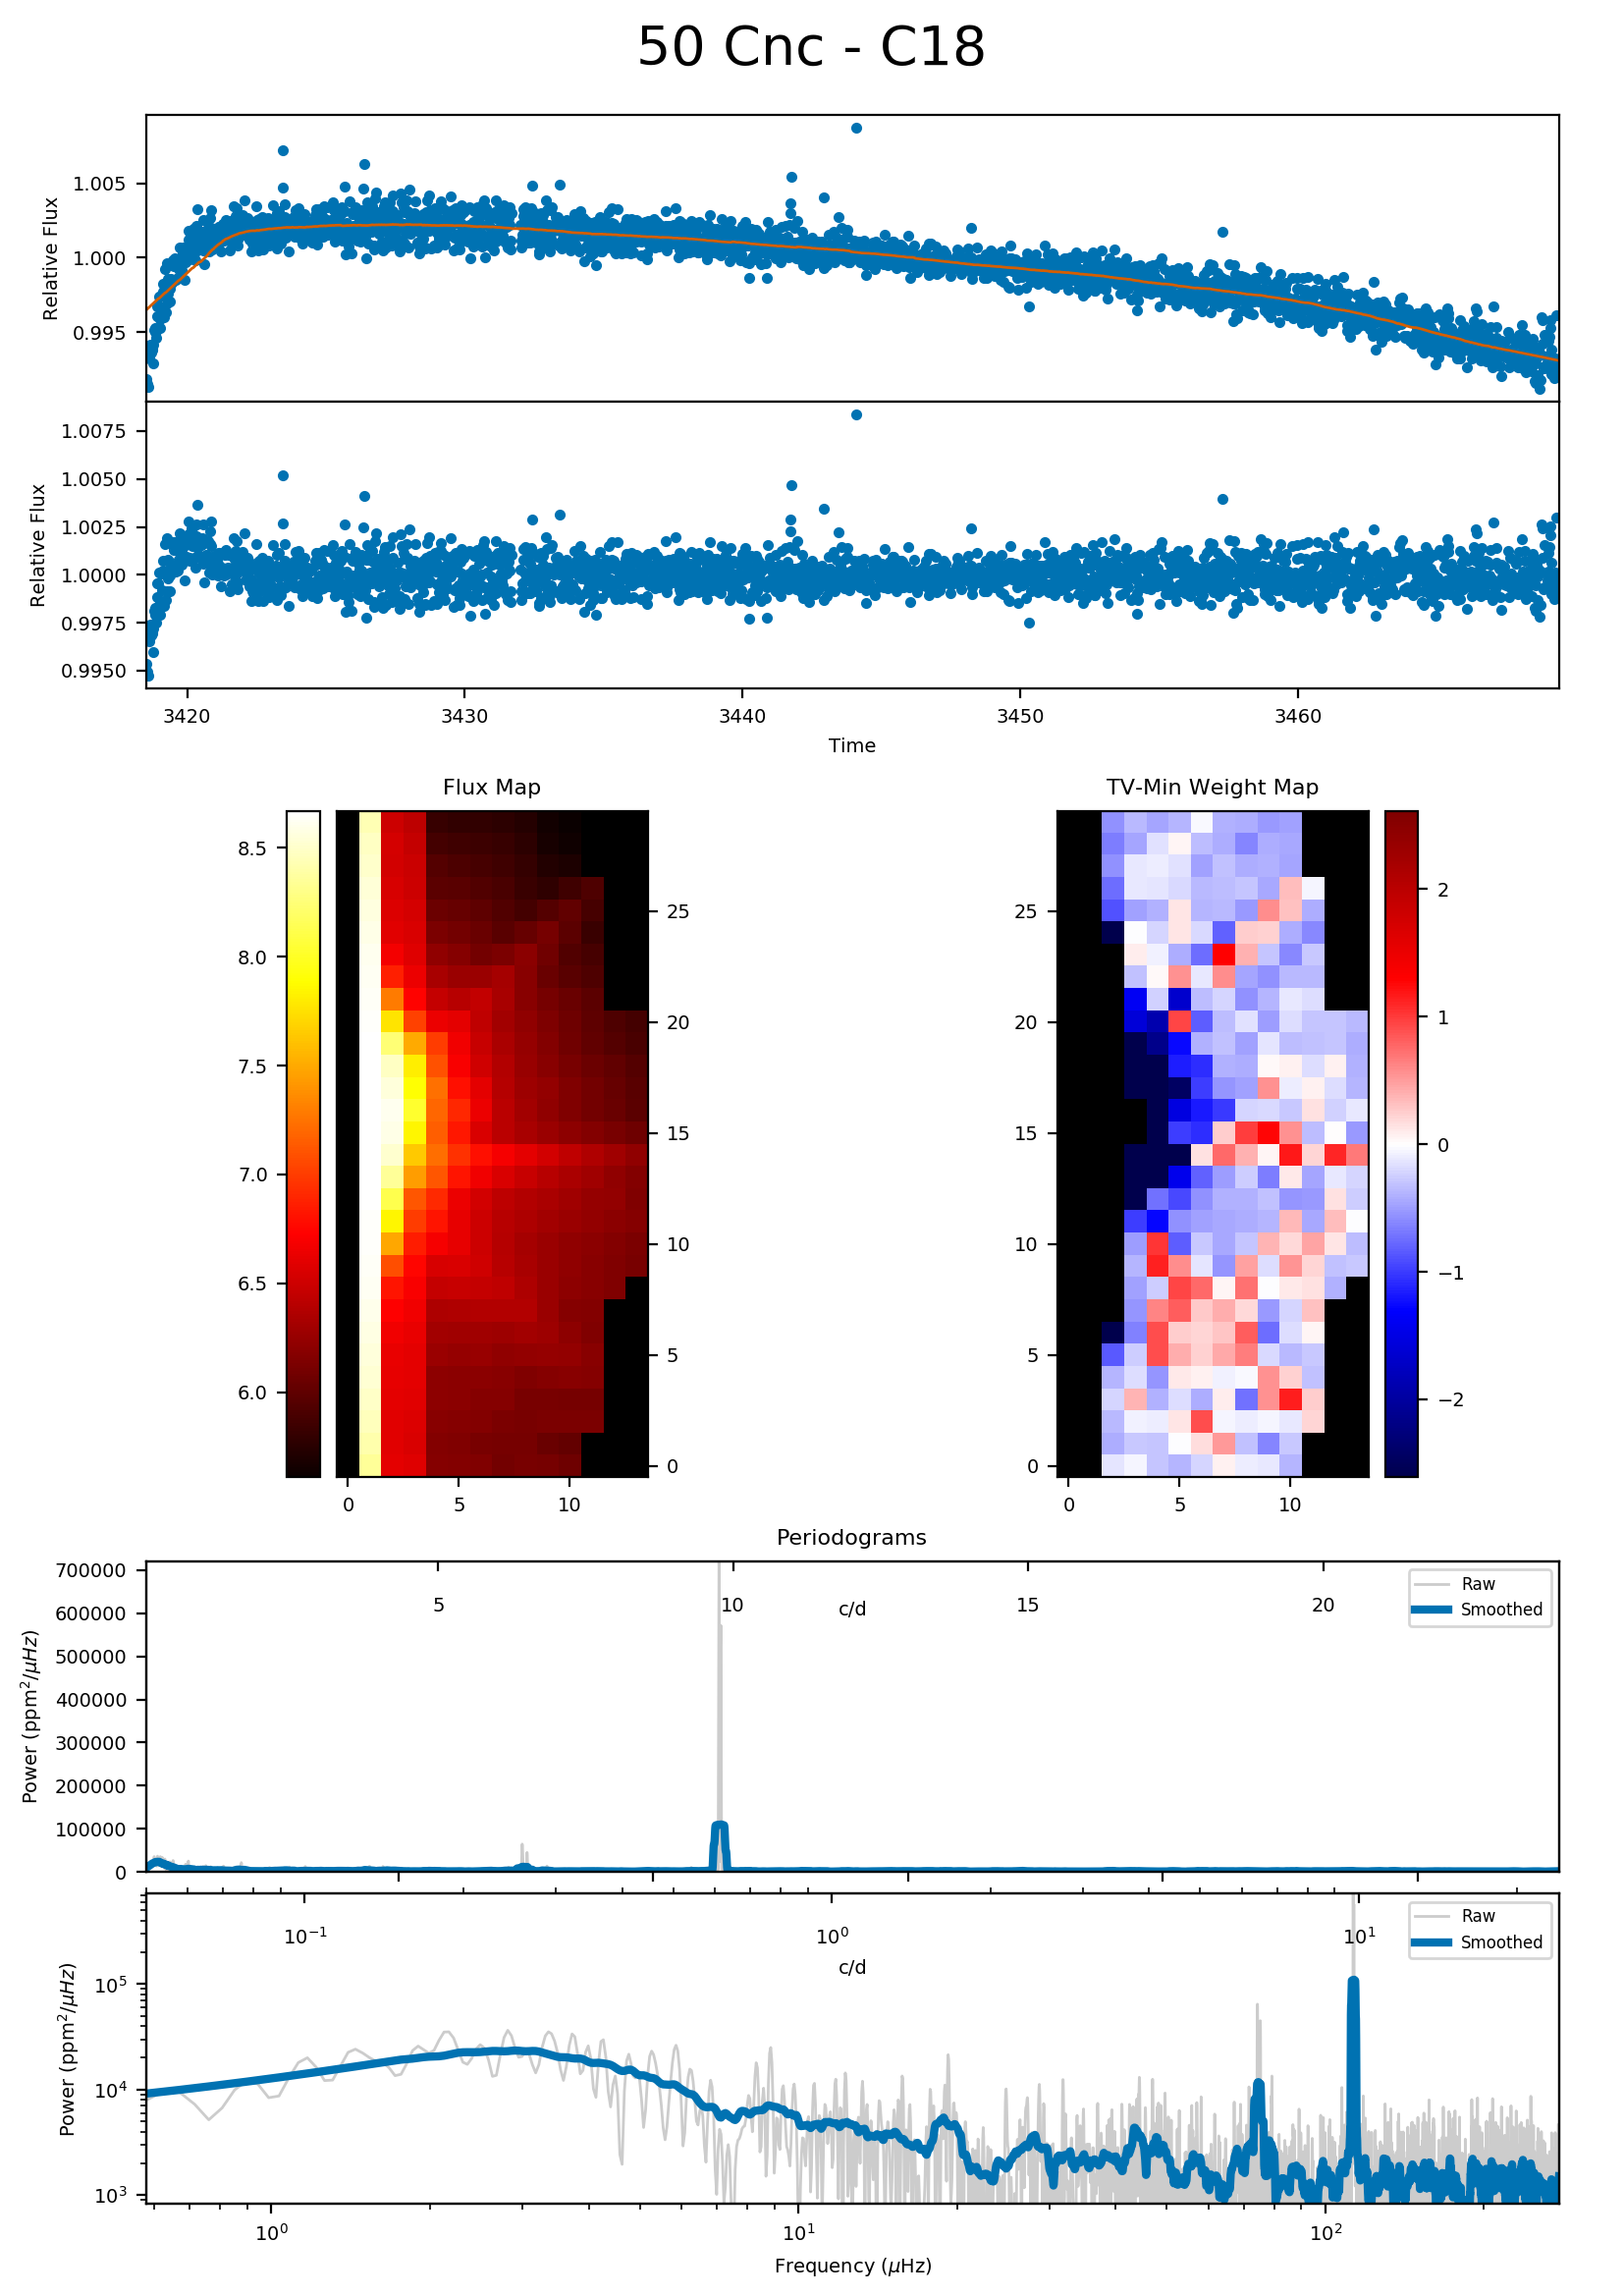 50 Cnc - C18
1.005
1.000
0.995
Relative Flux
1.0075
1.0050
1.0025
1.0000
0.9975
0.9950
Relative Flux
3420 3430 3440 3450 3460
Time
Flux Map
8.5
8.0
7.5
7.0
6.5
6.0
25
20
15
10
5
0
0 5 10
TV-Min Weight Map
25
20
15
10
5
0
0 5 10
2
1
0
−1
−2
Periodograms
700000
600000
500000
400000
300000
200000
100000
0
Power (ppm²/μHz)
5 10 15 20
c/d
Raw
Smoothed
10⁵
10⁴
10³
Power (ppm²/μHz)
10⁻¹ 10⁰ 10¹
c/d
Raw
Smoothed
10⁰ 10¹ 10²
Frequency (μHz)